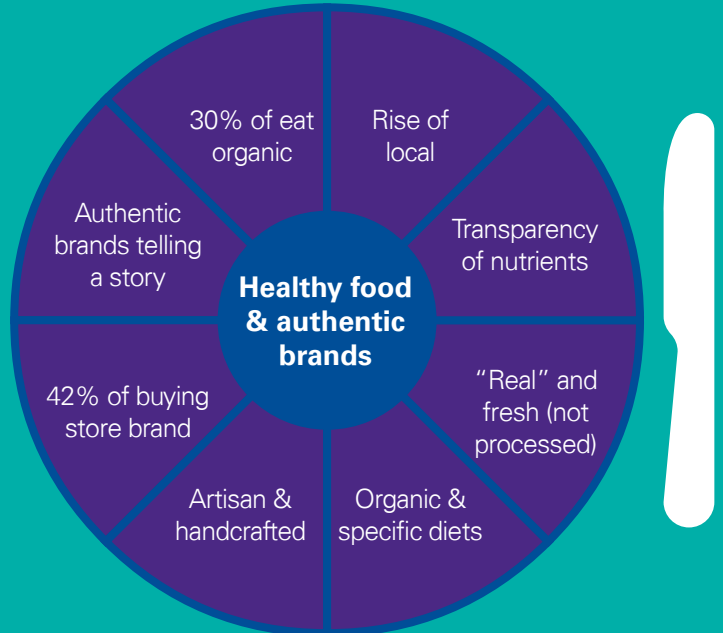 30% of eat
organic
Rise of
local
Transparency
of nutrients
“Real” and
fresh (not
processed)
Organic &
specific diets
Artisan &
handcrafted
42% of buying
store brand
Authentic
brands telling
a story
Healthy food
& authentic
brands